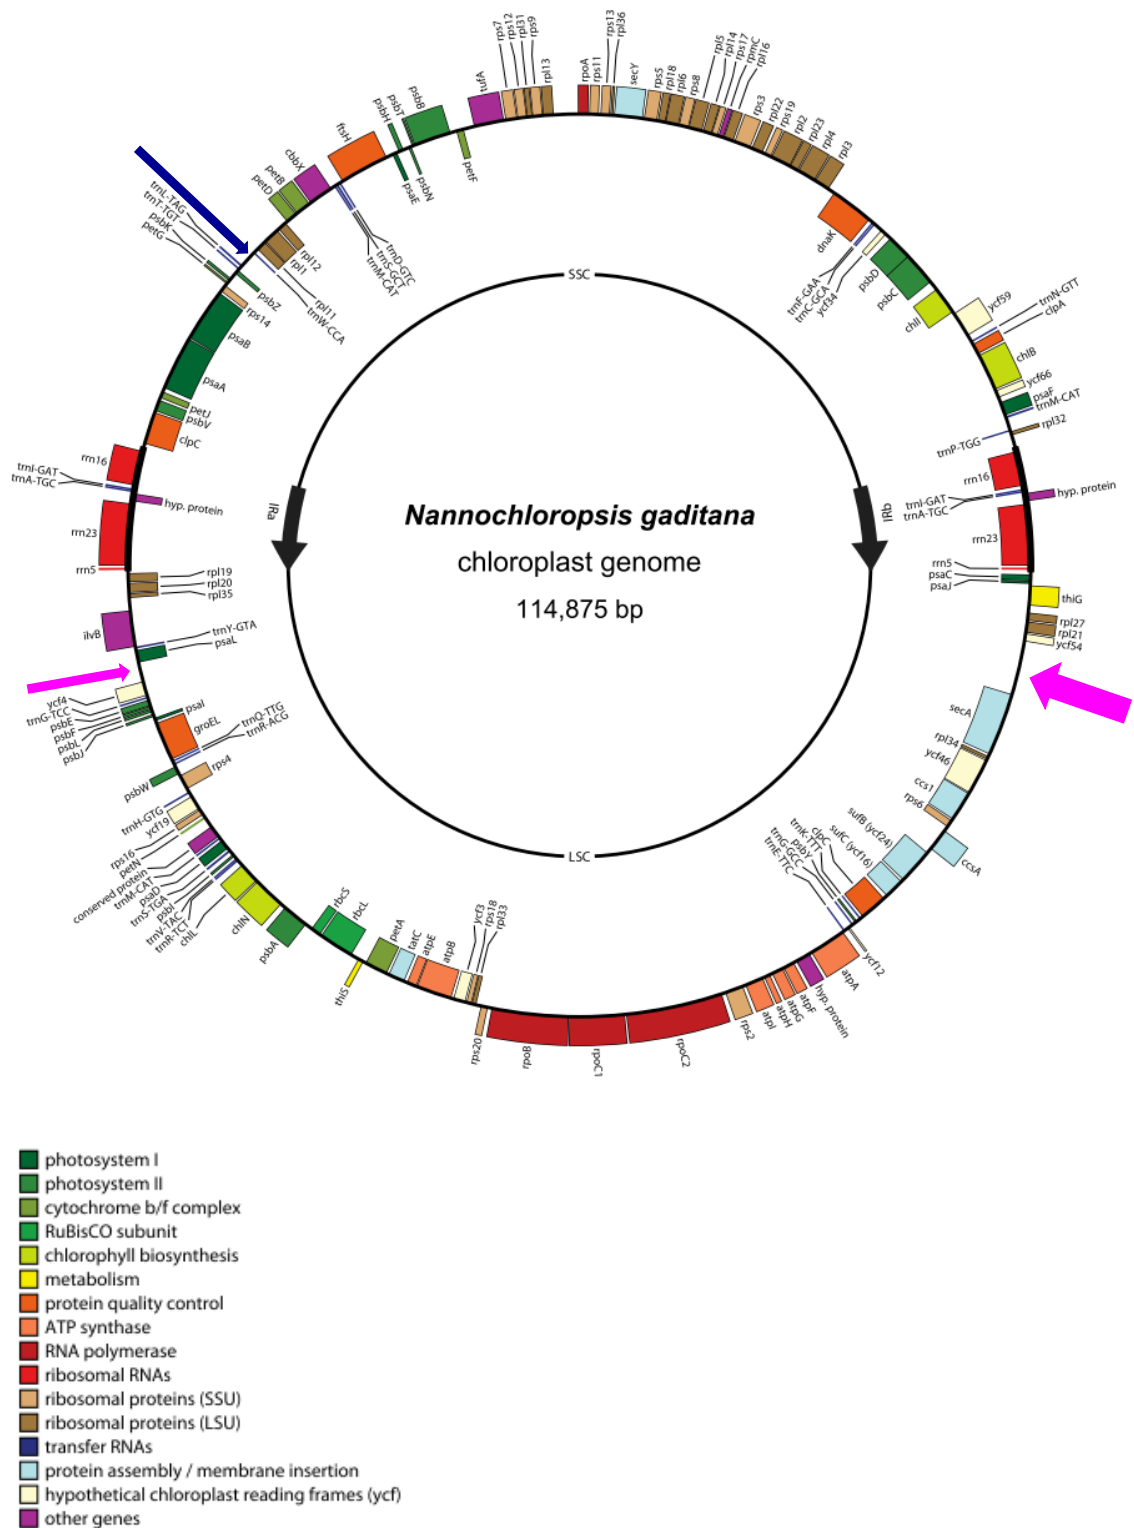 rps7
rps12
rpl31
rps9
rpl13
tufA
psbB
psbT
psbH
ftsH
cbbX
petB
petD
petF
psbN
psaE
rpoA
rps11
rps13
rpl36
secY
rps5
rpl18
rpl6
rps8
rpl5
rpl14
rps17
rpmC
rpl16
rps3
rpl22
rps19
rpl2
rpl23
rpl4
rpl3
trnL-TAG
trnT-TGT
psbK
petG
trnD-GTC
trnS-GCT
trnM-CAT
rpl12
rpl1
rpl11
trnW-CCA
psbZ
rps14
psaB
psaA
petJ
psbV
clpC
SSC
dnaK
trnF-GAA
trnC-GCA
ycf34
psbD
psbC
chlI
ycf59
trnN-GTT
clpA
chlB
ycf66
psaF
trnM-CAT
rpl32
trnP-TGG
rrn16
trnI-GAT
trnA-TGC
hyp. protein
rrn23
rrn5
IRa
Nannochloropsis gaditana
chloroplast genome
114,875 bp
IRb
rrn16
trnI-GAT
trnA-TGC
hyp. protein
rrn23
rrn5
psaC
psaJ
thiG
rpl27
rpl21
ycf54
rpl19
rpl20
rpl35
ilvB
trnY-GTA
psaL
ycf4
trnG-TCC
psbE
psbF
psbL
psbJ
psaI
groEL
trnQ-TTG
trnR-ACG
rps4
psbW
trnH-GTG
ycf19
rps16
petN
conserved protein
trnM-CAT
psaD
trnS-TGA
psbI
trnV-TAC
trnR-TCT
chlL
chlN
psbA
secA
rpl34
ycf46
ccs1
rps6
ccsA
sufB (ycf24)
sufC (ycf16)
clpC
trnK-TTT
psbY
trnG-GCC
trnE-TTC
LSC
rbcS
rbcL
thiS
petA
tatC
atpE
atpB
ycf3
rps18
rpl33
rps20
rpoB
rpoC1
rpoC2
rps2
atpI
atpH
atpG
atpF
hyp. protein
atpA
ycf12
photosystem I
photosystem II
cytochrome b/f complex
RuBisCO subunit
chlorophyll biosynthesis
metabolism
protein quality control
ATP synthase
RNA polymerase
ribosomal RNAs
ribosomal proteins (SSU)
ribosomal proteins (LSU)
transfer RNAs
protein assembly / membrane insertion
hypothetical chloroplast reading frames (ycf)
other genes